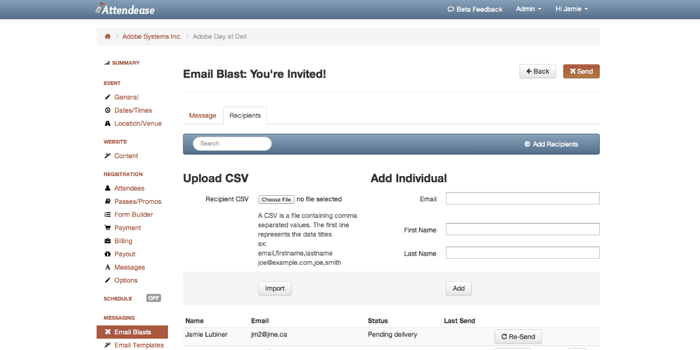 Attendease
Beta Feedback Admin Hi Jamie
/ Adobe Systems Inc. / Adobe Day at Dell
SUMMARY
EVENT
General
Dates/Times
Location/Venue
WEBSITE
Content
REGISTRATION
Attendees
Passes/Promos
Form Builder
Payment
Billing
Payout
Messages
Options
SCHEDULE OFF
MESSAGING
Email Blasts
Email Templates
Email Blast: You're Invited!
Back Send
Message Recipients
Search Add Recipients
Upload CSV
Recipient CSV Choose File no file selected
A CSV is a file containing comma
separated values. The first line
represents the data titles
ex:
email,firstname,lastname
joe@example.com,joe,smith
Import
Add Individual
Email
First Name
Last Name
Add
Name Email Status Last Send
Jamie Lubiner jm2@jme.ca Pending delivery Re-Send